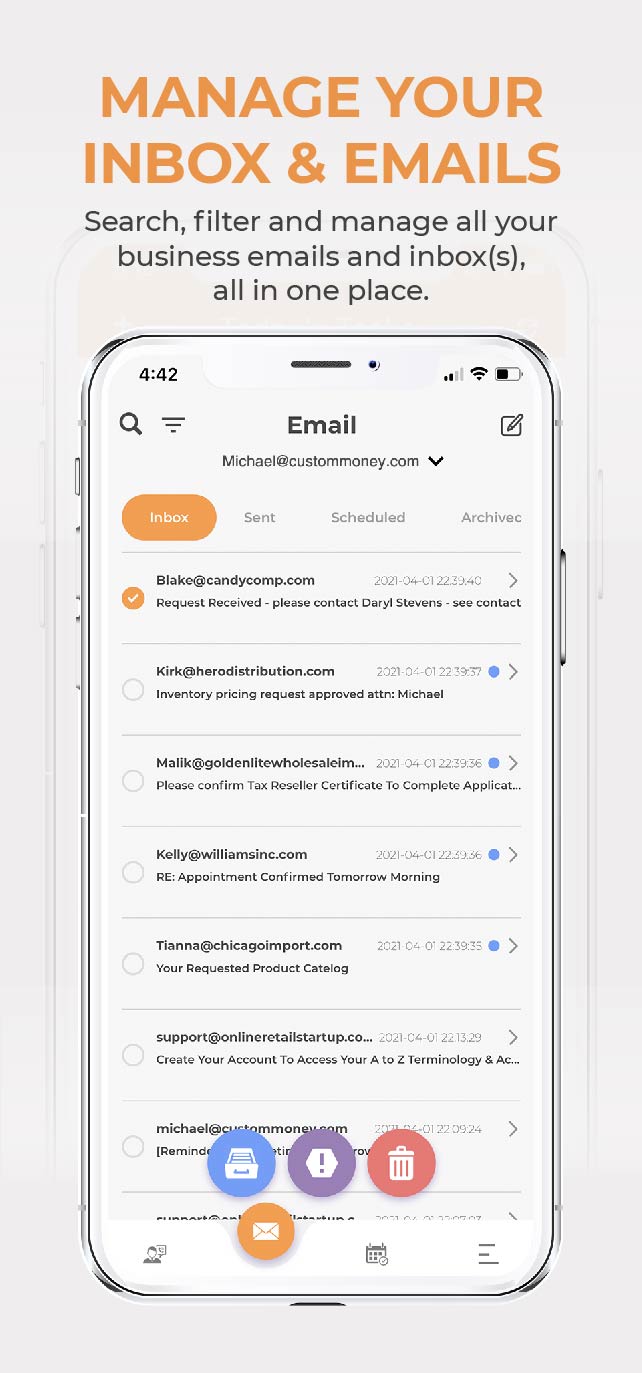 MANAGE YOUR
INBOX & EMAILS
Search, filter and manage all your
business emails and inbox(s),
all in one place.
4:42
Email
Michael@custommoney.com
Inbox Sent Scheduled Archivec
Blake@candycomp.com 2021-04-01 22:39:40
Request Received - please contact Daryl Stevens - see contact
Kirk@herodistribution.com 2021-04-01 22:39:37
Inventory pricing request approved attn: Michael
Malik@goldenlitewholesaleim... 2021-04-01 22:39:36
Please confirm Tax Reseller Certificate To Complete Applicat...
Kelly@williamsinc.com 2021-04-01 22:39:36
RE: Appointment Confirmed Tomorrow Morning
Tianna@chicagoimport.com 2021-04-01 22:39:35
Your Requested Product Catelog
support@onlineretailstartup.co... 2021-04-01 22:13:29
Create Your Account To Access Your A to Z Terminology & Ac...
michael@custommoney.com 2021-04-01 22:09:24